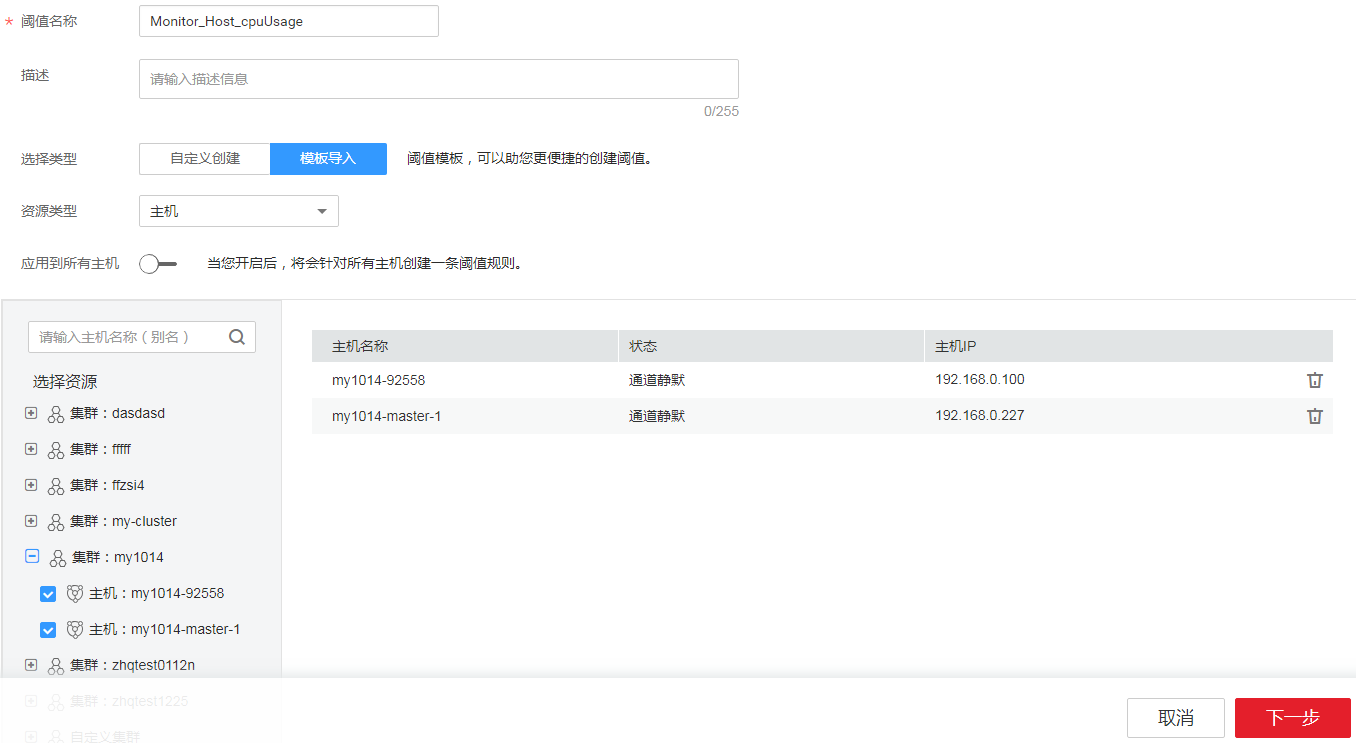 * 阈值名称 Monitor_Host_cpuUsage
描述 请输入描述信息
0/255
选择类型 自定义创建 模板导入 阈值模板，可以助您更便捷的创建阈值。
资源类型 主机
应用到所有主机 当您开启后，将会针对所有主机创建一条阈值规则。
请输入主机名称（别名）
选择资源
集群：dasdasd
集群：fffff
集群：ffzsi4
集群：my-cluster
集群：my1014
主机：my1014-92558
主机：my1014-master-1
集群：zhqtest0112n
集群：zhqtest1225
自定义集群
主机名称 状态 主机IP
my1014-92558 通道静默 192.168.0.100
my1014-master-1 通道静默 192.168.0.227
取消 下一步